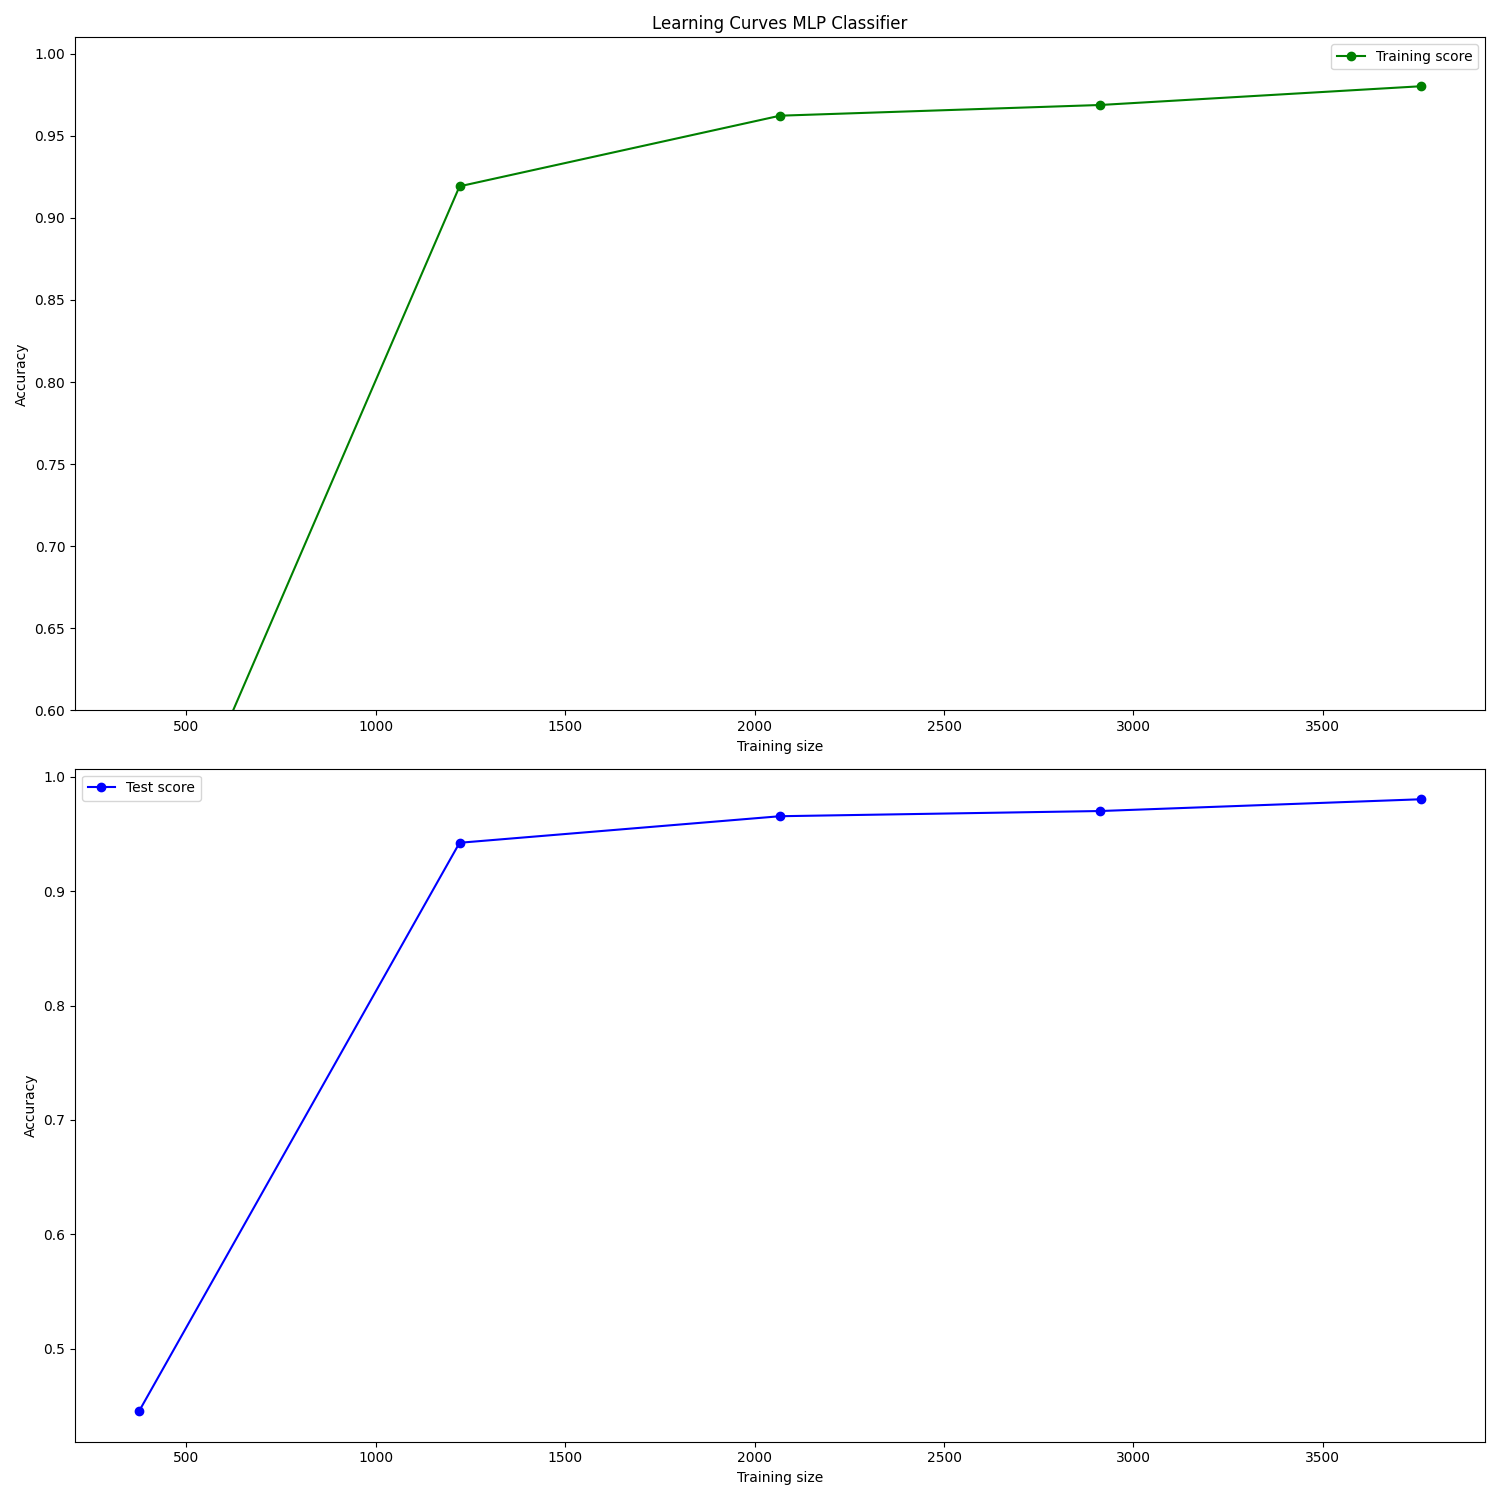 Learning Curves MLP Classifier
Training score
1.00
0.95
0.90
0.85
0.80
0.75
0.70
0.65
0.60
Accuracy
500 1000 1500 2000 2500 3000 3500
Training size
Test score
1.0
0.9
0.8
0.7
0.6
0.5
Accuracy
500 1000 1500 2000 2500 3000 3500
Training size